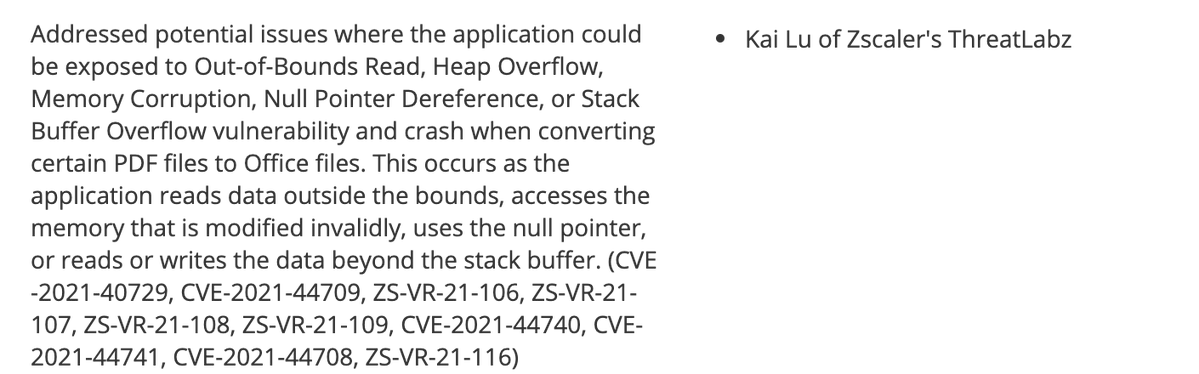 Addressed potential issues where the application could
be exposed to Out-of-Bounds Read, Heap Overflow,
Memory Corruption, Null Pointer Dereference, or Stack
Buffer Overflow vulnerability and crash when converting
certain PDF files to Office files. This occurs as the
application reads data outside the bounds, accesses the
memory that is modified invalidly, uses the null pointer,
or reads or writes the data beyond the stack buffer. (CVE
-2021-40729, CVE-2021-44709, ZS-VR-21-106, ZS-VR-21-
107, ZS-VR-21-108, ZS-VR-21-109, CVE-2021-44740, CVE-
2021-44741, CVE-2021-44708, ZS-VR-21-116)
• Kai Lu of Zscaler's ThreatLabz